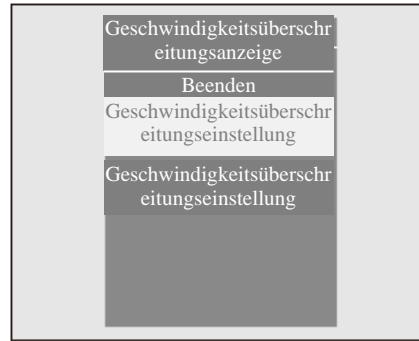 Geschwindigkeitsüberschr
eitungsanzeige
Beenden
Geschwindigkeitsüberschr
eitungseinstellung
Geschwindigkeitsüberschr
eitungseinstellung